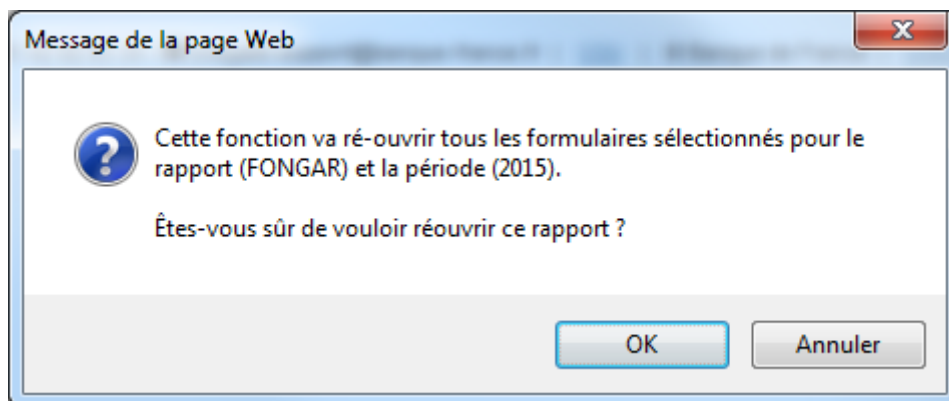 Message de la page Web
Cette fonction va ré-ouvrir tous les formulaires sélectionnés pour le
rapport (FONGAR) et la période (2015).
Êtes-vous sûr de vouloir réouvrir ce rapport ?
OK
Annuler